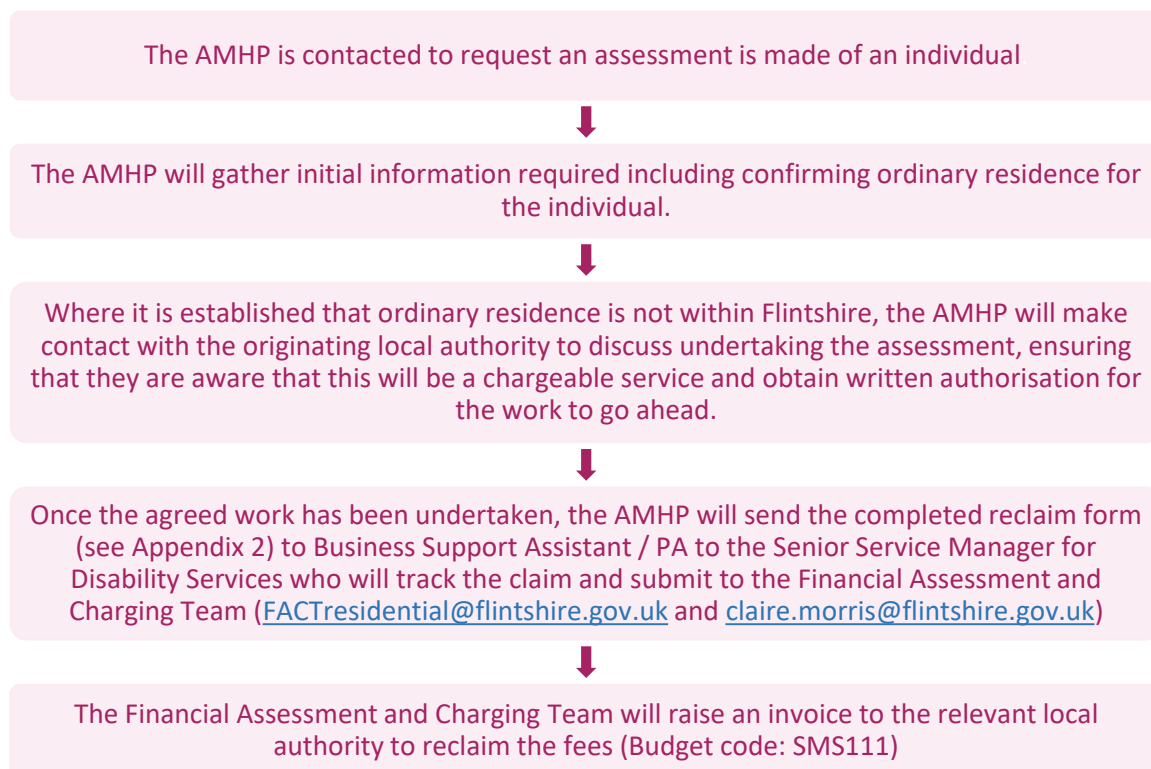 The AMHP is contacted to request an assessment is made of an individual.
The AMHP will gather initial information required including confirming ordinary residence for
the individual.
Where it is established that ordinary residence is not within Flintshire, the AMHP will make
contact with the originating local authority to discuss undertaking the assessment, ensuring
that they are aware that this will be a chargeable service and obtain written authorisation for
the work to go ahead.
Once the agreed work has been undertaken, the AMHP will send the completed reclaim form
(see Appendix 2) to Business Support Assistant / PA to the Senior Service Manager for
Disability Services who will track the claim and submit to the Financial Assessment and
Charging Team (FACTresidential@flintshire.gov.uk and claire.morris@flintshire.gov.uk)
The Financial Assessment and Charging Team will raise an invoice to the relevant local
authority to reclaim the fees (Budget code: SMS111)